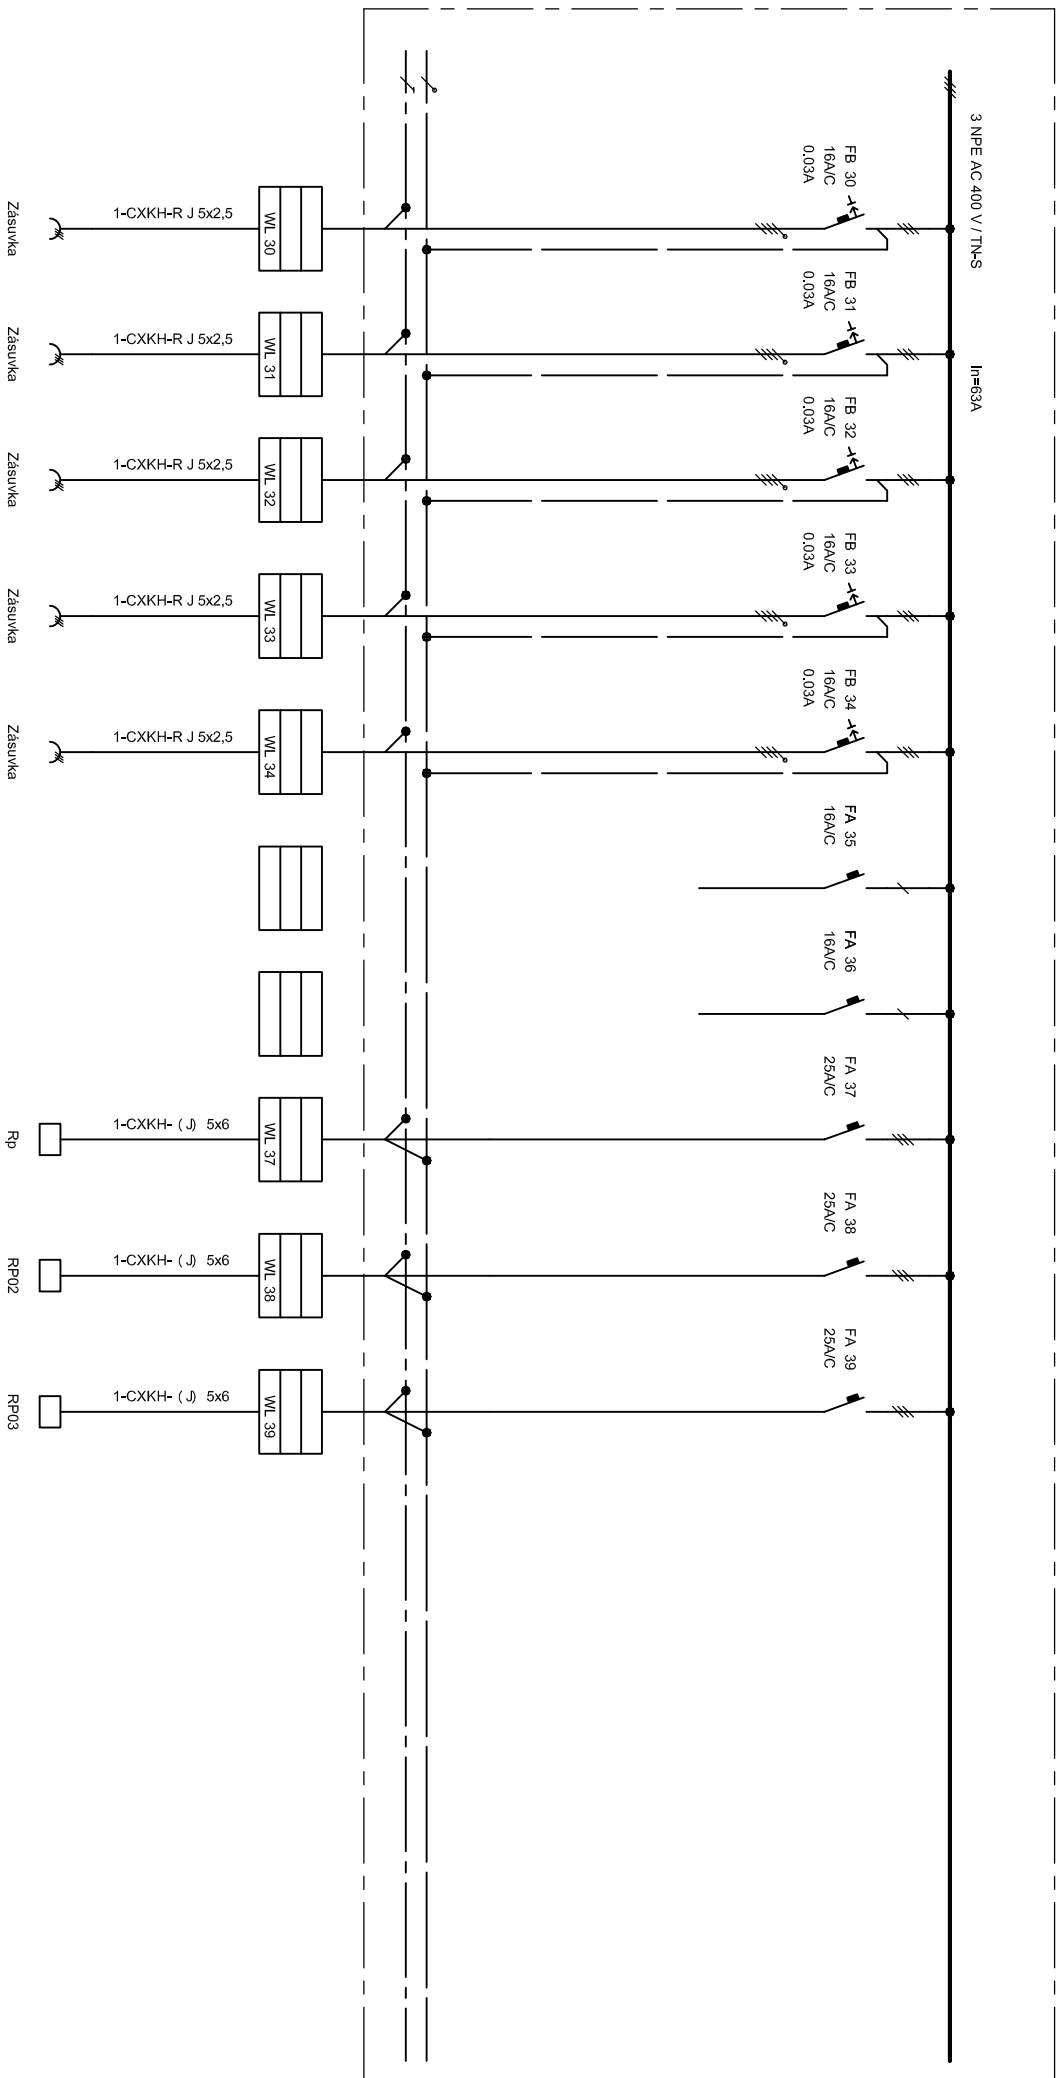 3 NPE AC 400 V / TN-S
In=63A
FB 30
16A/C
0.03A
FB 31
16A/C
0.03A
FB 32
16A/C
0.03A
FB 33
16A/C
0.03A
FB 34
16A/C
0.03A
FA 35
16A/C
FA 36
16A/C
FA 37
25A/C
FA 38
25A/C
FA 39
25A/C
WL 30
WL 31
WL 32
WL 33
WL 34
WL 37
WL 38
WL 39
1-CXKH-R J 5x2,5
1-CXKH-R J 5x2,5
1-CXKH-R J 5x2,5
1-CXKH-R J 5x2,5
1-CXKH-R J 5x2,5
1-CXKH- ( J) 5x6
1-CXKH- ( J) 5x6
1-CXKH- ( J) 5x6
Zásuvka
Zásuvka
Zásuvka
Zásuvka
Zásuvka
Rp
RP02
RP03